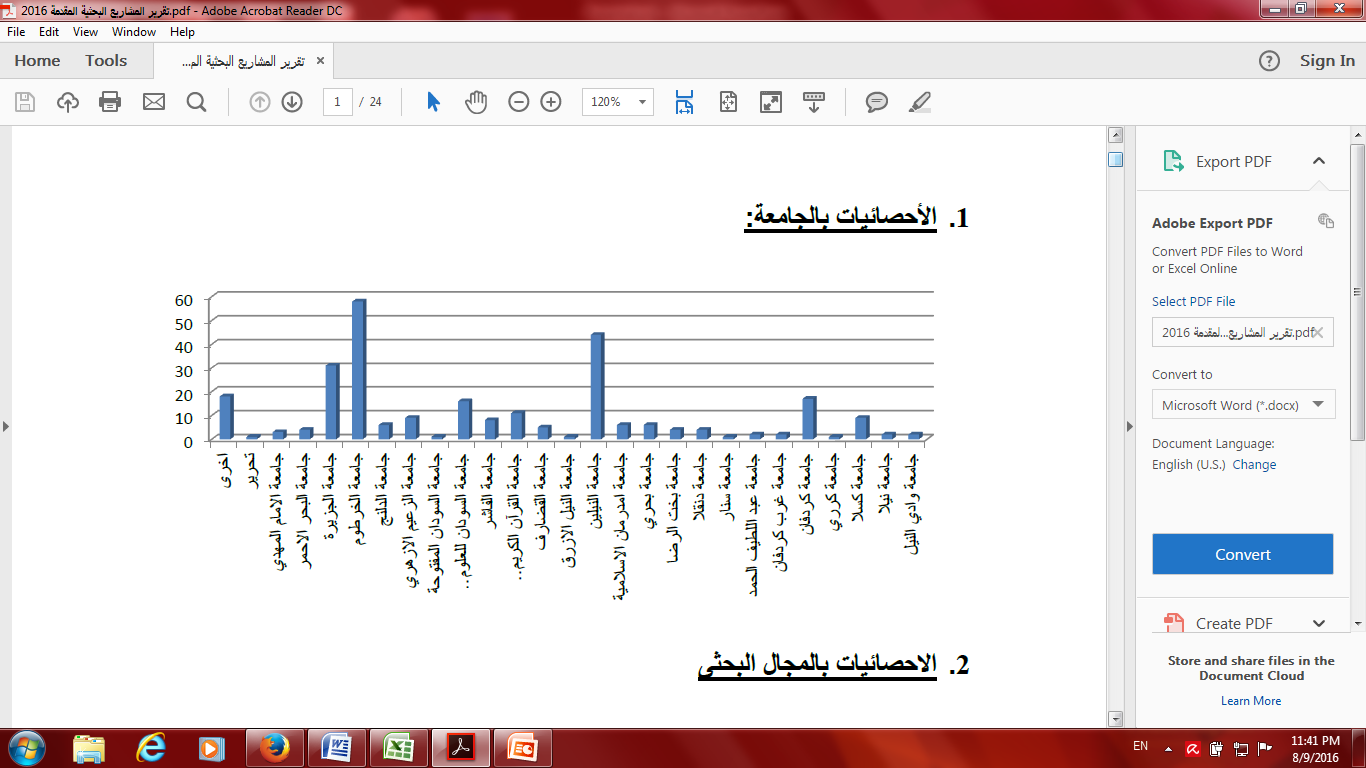 تقرير المشاريع البحثية المقدمة 2016.pdf - Adobe Acrobat Reader DC
File Edit View Window Help
Home Tools تقرير المشاريع البحثية الم... × Sign In
1 / 24 120%
1. الأحصائيات بالجامعة:
60
50
40
30
20
10
0
اخرى
تحرير
جامعة الامام المهدي
جامعة البحر الاحمر
جامعة الجزيرة
جامعة الخرطوم
جامعة الدلنج
جامعة الزعيم الازهري
جامعة السودان المفتوحة
جامعة السودان للعلوم..
جامعة الفاشر
جامعة القرآن الكريم..
جامعة القضارف
جامعة النيل الازرق
جامعة النيلين
جامعة امدرمان الاسلامية
جامعة بحري
جامعة بخت الرضا
جامعة دنقلا
جامعة سنار
جامعة عبد اللطيف الحمد
جامعة غرب كردفان
جامعة كردفان
جامعة كرري
جامعة كسلا
جامعة نيلا
جامعة وادي النيل
2. الاحصائيات بالمجال البحثى
Export PDF
Adobe Export PDF
Convert PDF Files to Word
or Excel Online
Select PDF File
تقرير المشاريع...لمقدمة 2016.pdf
Convert to
Microsoft Word (*.docx)
Document Language:
English (U.S.) Change
Convert
Create PDF
Store and share files in the
Document Cloud
Learn More
EN
11:41 PM
8/9/2016